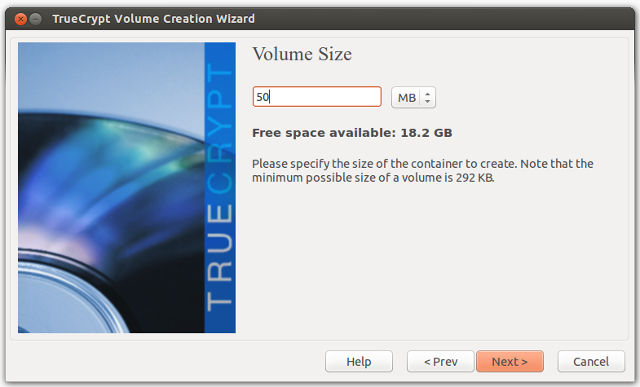 TrueCrypt Volume Creation Wizard
TRUECRYPT
Volume Size
50
MB
Free space available: 18.2 GB
Please specify the size of the container to create. Note that the
minimum possible size of a volume is 292 KB.
Help
< Prev
Next >
Cancel